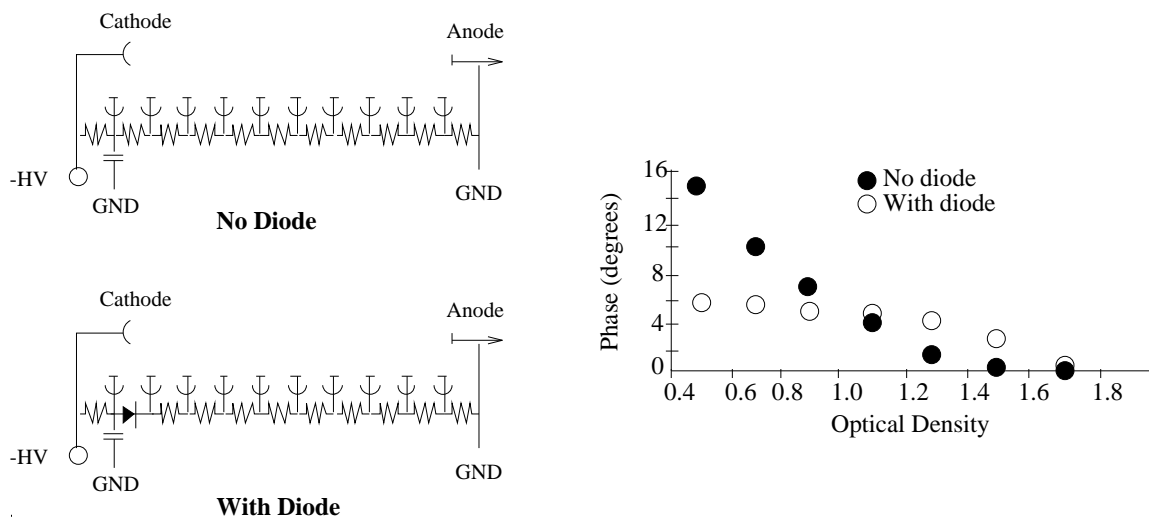 Cathode
Anode
-HV
GND
GND
No Diode
Cathode
Anode
-HV
GND
GND
With Diode
No diode
With diode
Phase (degrees)
16
12
8
4
0
0.4 0.6 0.8 1.0 1.2 1.4 1.6 1.8
Optical Density